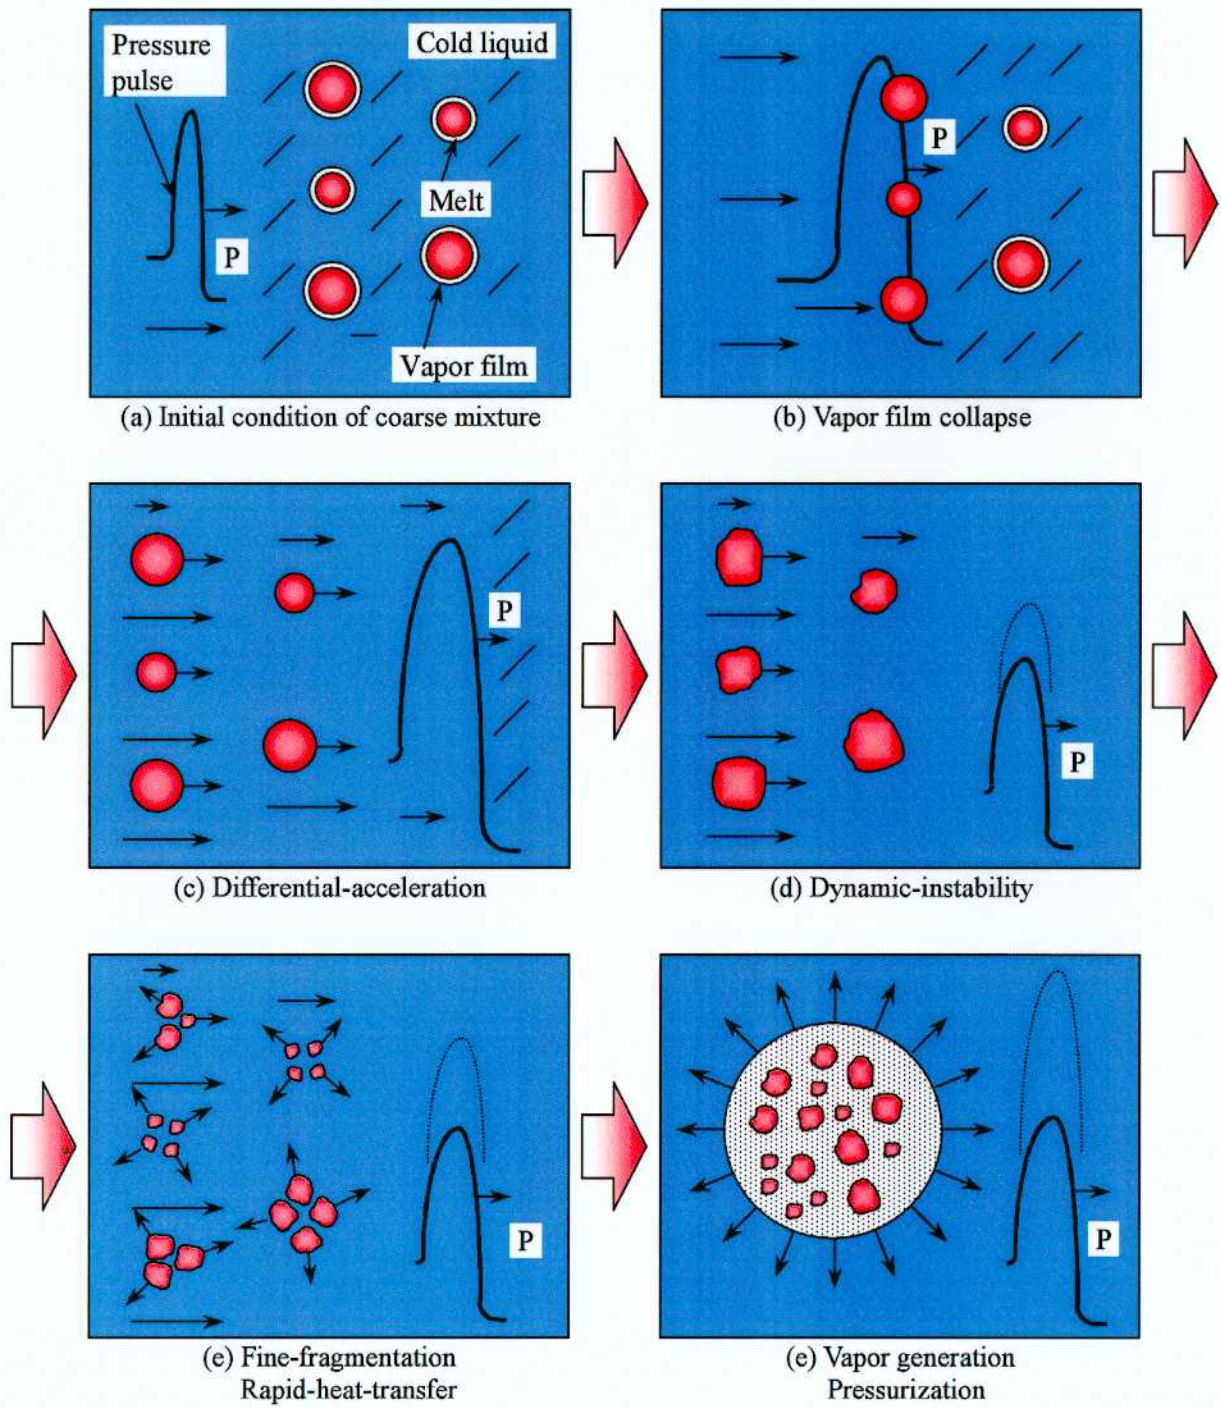 Pressure
pulse
Cold liquid
Melt
P
Vapor film
(a) Initial condition of coarse mixture
P
(b) Vapor film collapse
P
(c) Differential-acceleration
P
(d) Dynamic-instability
P
(e) Fine-fragmentation
Rapid-heat-transfer
P
(e) Vapor generation
Pressurization